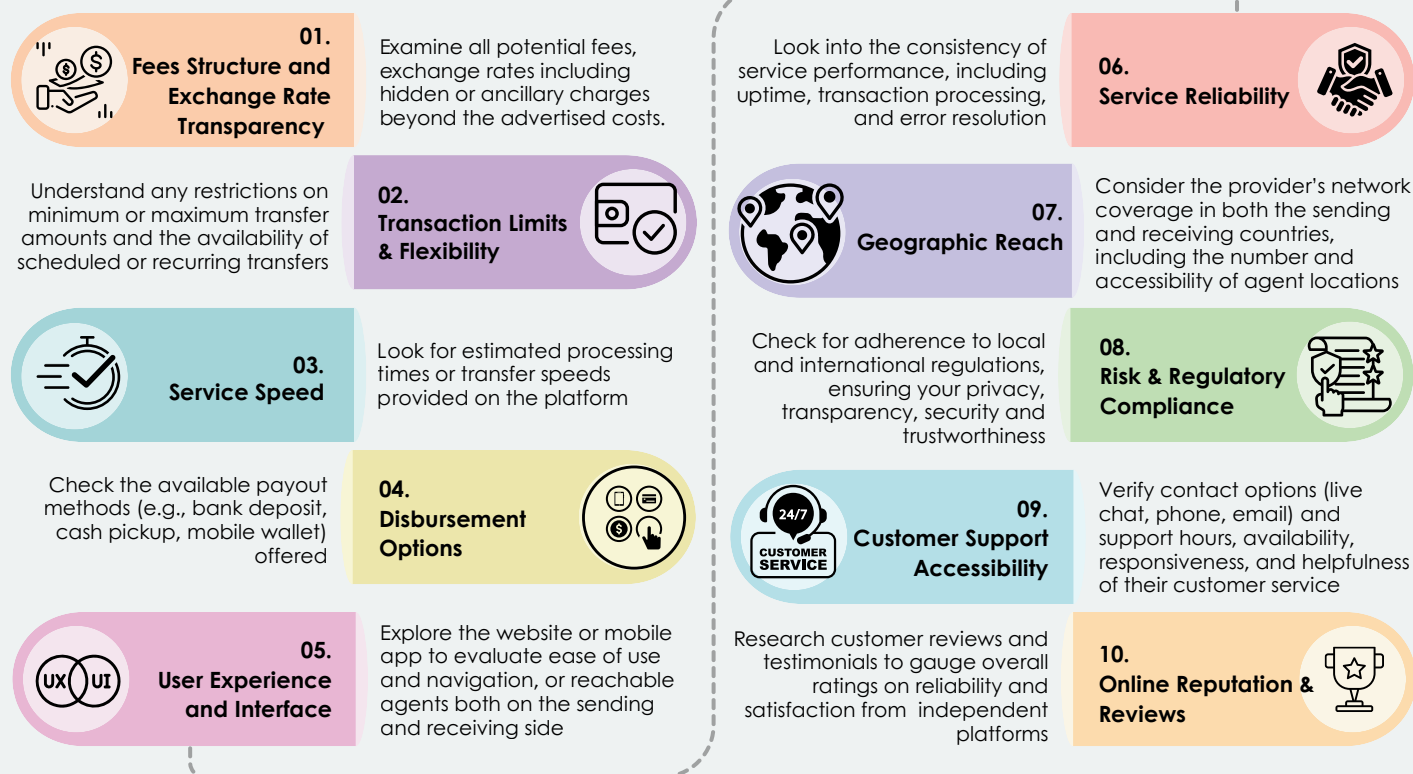 01.
Fees Structure and
Exchange Rate
Transparency
Examine all potential fees,
exchange rates including
hidden or ancillary charges
beyond the advertised costs.
02.
Transaction Limits
& Flexibility
Understand any restrictions on
minimum or maximum transfer
amounts and the availability of
scheduled or recurring transfers
03.
Service Speed
Look for estimated processing
times or transfer speeds
provided on the platform
04.
Disbursement
Options
Check the available payout
methods (e.g., bank deposit,
cash pickup, mobile wallet)
offered
UX UI
05.
User Experience
and Interface
Explore the website or mobile
app to evaluate ease of use
and navigation, or reachable
agents both on the sending
and receiving side
06.
Service Reliability
Look into the consistency of
service performance, including
uptime, transaction processing,
and error resolution
07.
Geographic Reach
Consider the provider's network
coverage in both the sending
and receiving countries,
including the number and
accessibility of agent locations
08.
Risk & Regulatory
Compliance
Check for adherence to local
and international regulations,
ensuring your privacy,
transparency, security and
trustworthiness
24/7
CUSTOMER
SERVICE
09.
Customer Support
Accessibility
Verify contact options (live
chat, phone, email) and
support hours, availability,
responsiveness, and helpfulness
of their customer service
10.
Online Reputation &
Reviews
Research customer reviews and
testimonials to gauge overall
ratings on reliability and
satisfaction from independent
platforms